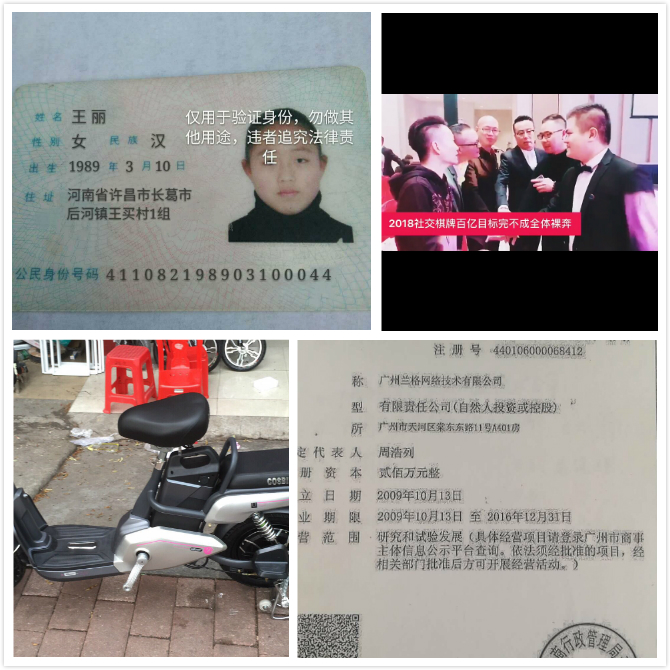 姓名 王丽
性别 女 民族 汉
出生 1989 年 3 月 10 日
住址 河南省许昌市长葛市
后河镇王买村1组
公民身份号码 411082198903100044
仅用于验证身份，勿做其
他用途，违者追究法律责
任
2018社交棋牌百亿目标完不成全体裸奔
注册号 440106000068412
称 广州兰格网络技术有限公司
型 有限责任公司(自然人投资或控股)
所 广州市天河区棠东东路11号A601房
定代表人 周浩列
册资本 贰佰万元整
立日期 2009年10月13日
业期限 2009年10月13日 至 2016年12月31日
营范围 研究和试验发展(具体经营项目请登录广州市商事
主体信息公示平台查询。依法须经批准的项目，经
相关部门批准后方可开展经营活动。)
行政管理局